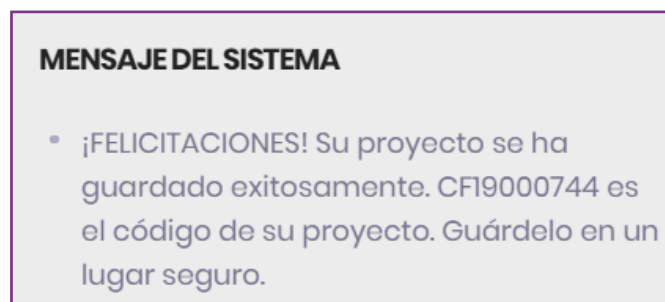 MENSAJE DEL SISTEMA
¡FELICITACIONES! Su proyecto se ha
guardado exitosamente. CF19000744 es
el código de su proyecto. Guárdelo en un
lugar seguro.